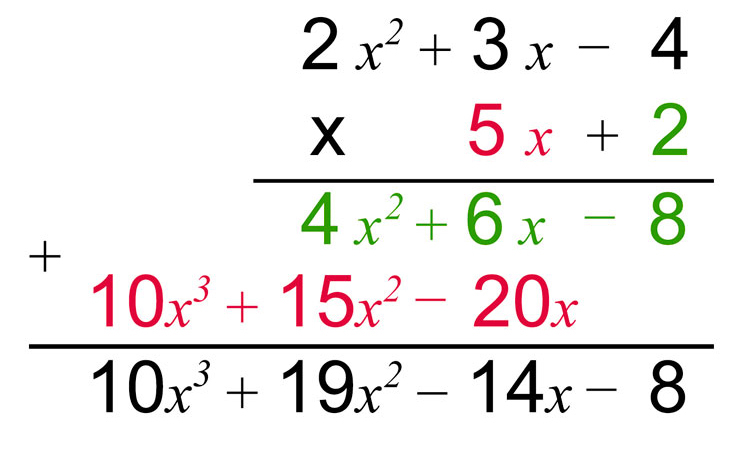 2x² + 3x − 4
x 5x + 2
4x² + 6x − 8
+
10x³ + 15x² − 20x
10x³ + 19x² − 14x − 8